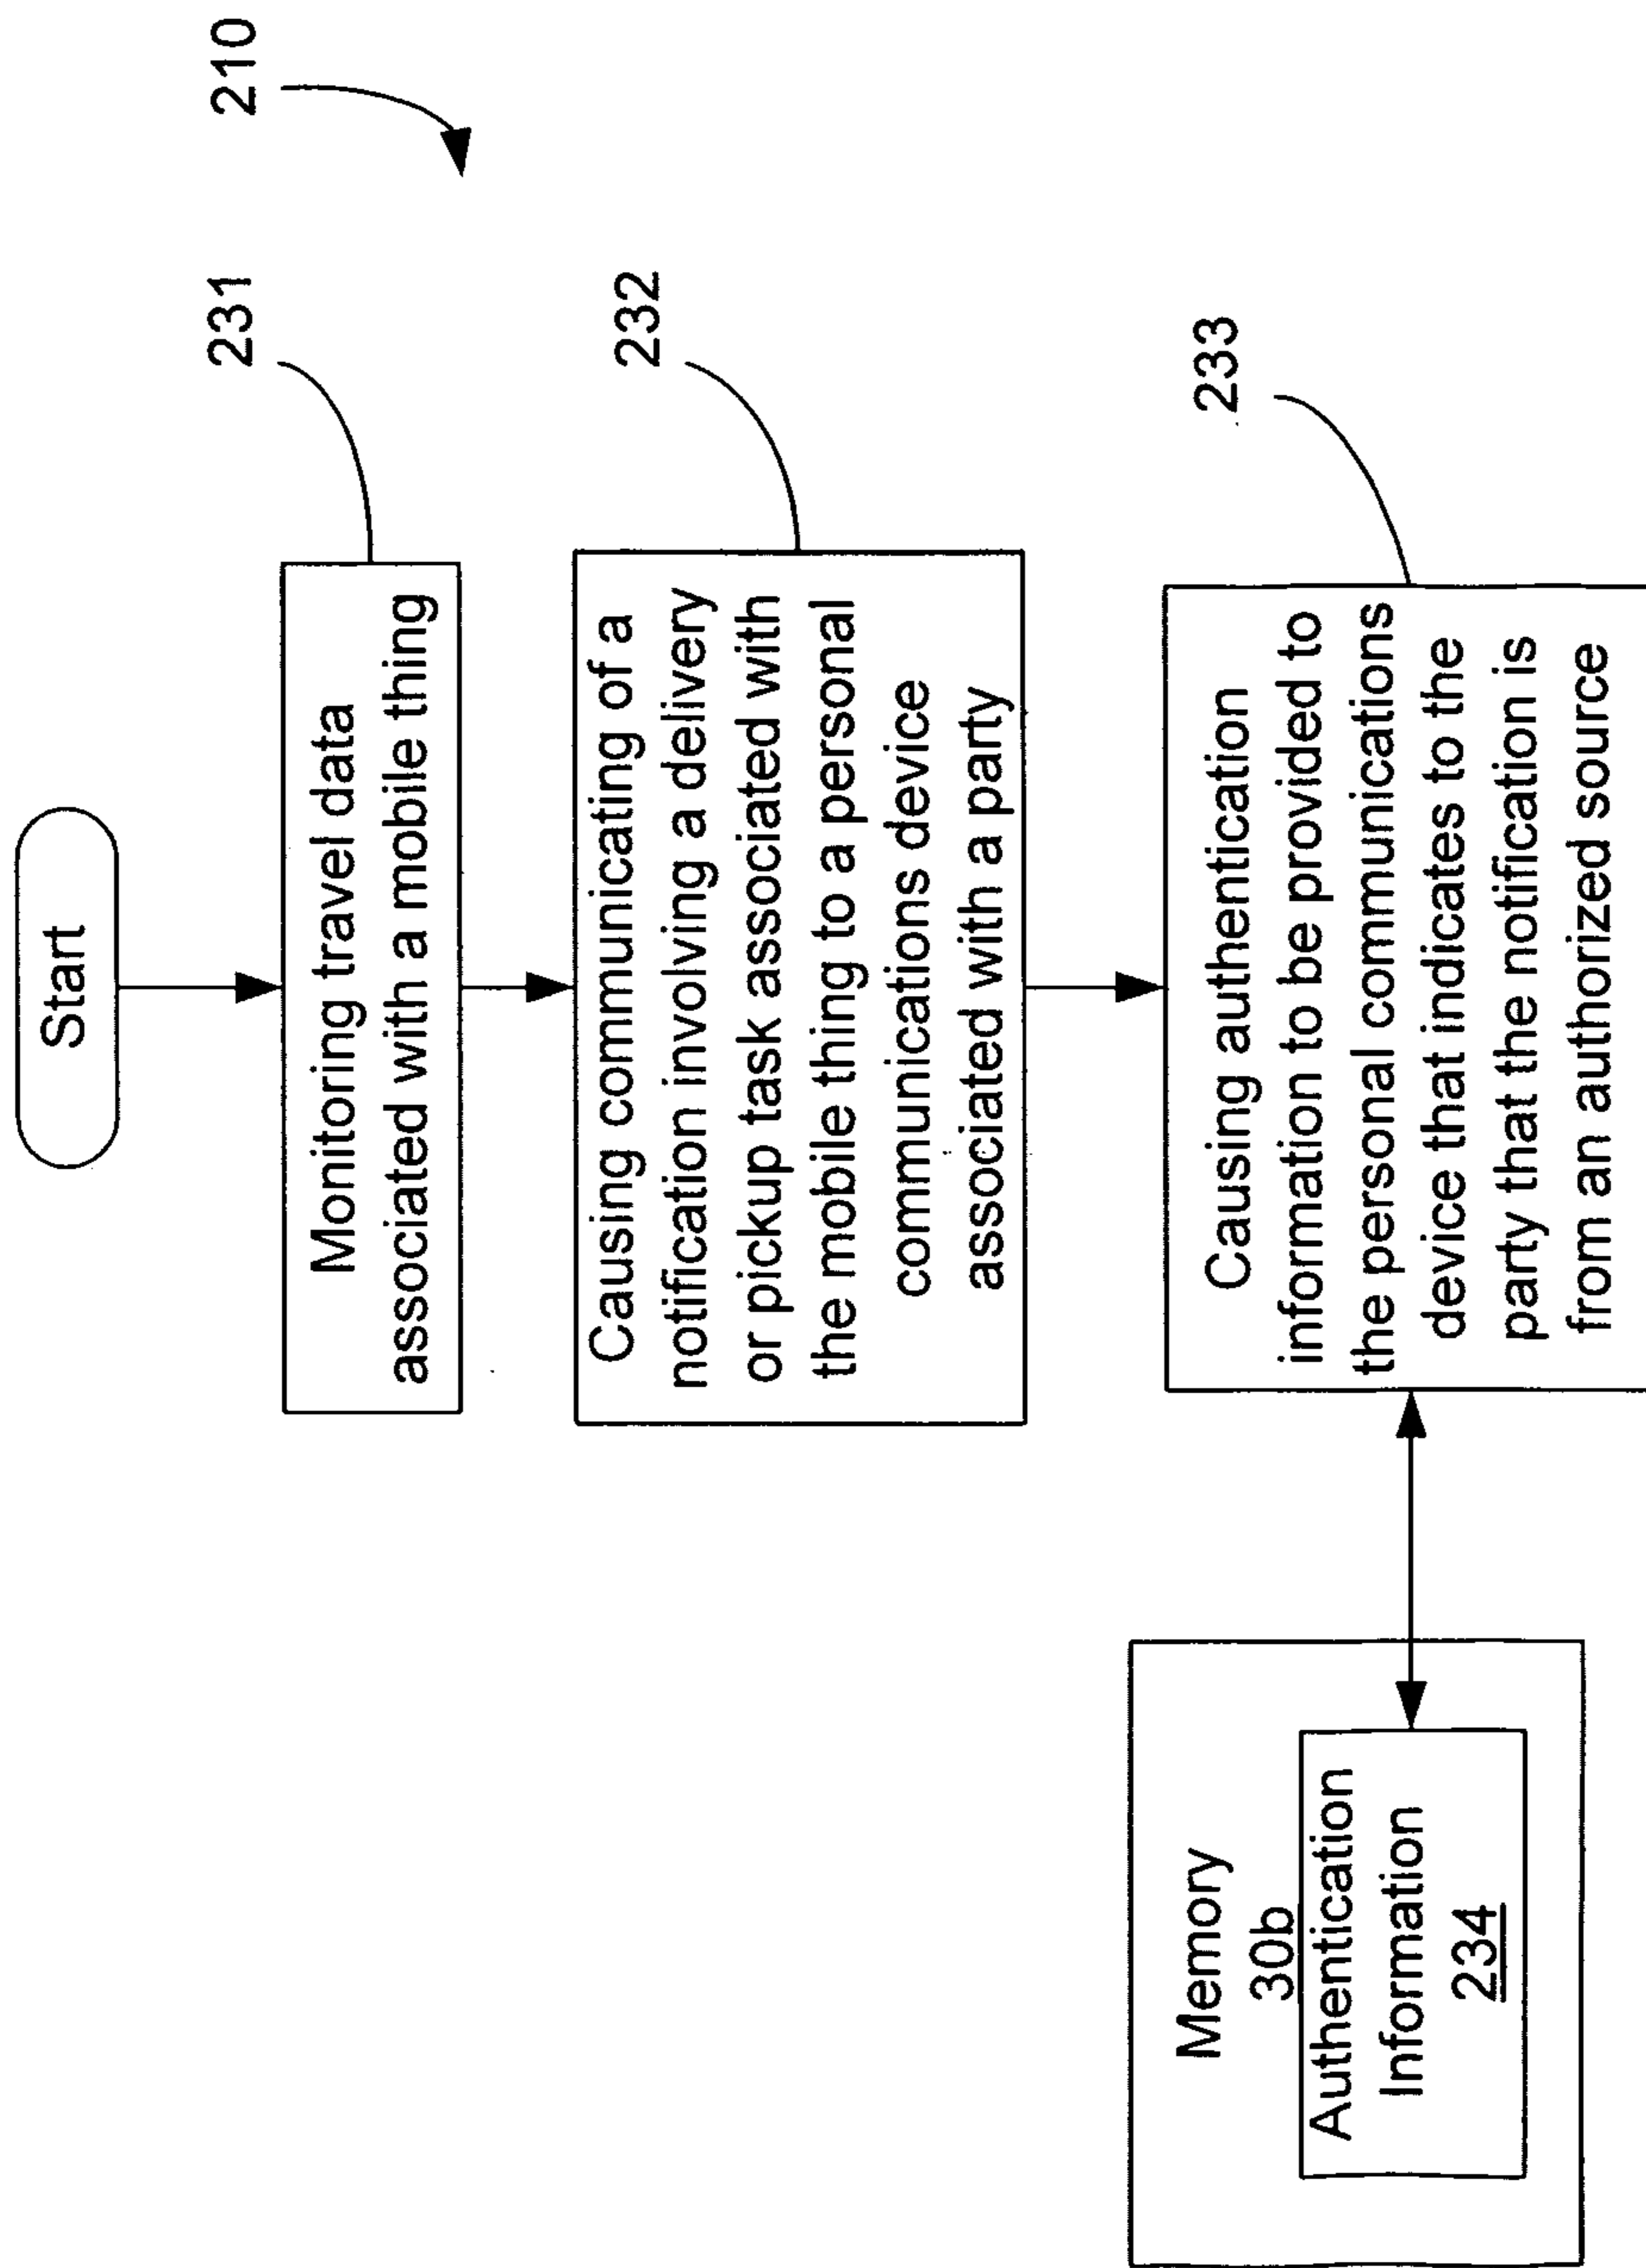 210
Start
231
Monitoring travel data
associated with a mobile thing
232
Causing communicating of a
notification involving a delivery
or pickup task associated with
the mobile thing to a personal
communications device
associated with a party
233
Causing authentication
information to be provided to
the personal communications
device that indicates to the
party that the notification is
from an authorized source
Memory
30b
Authentication
Information
234